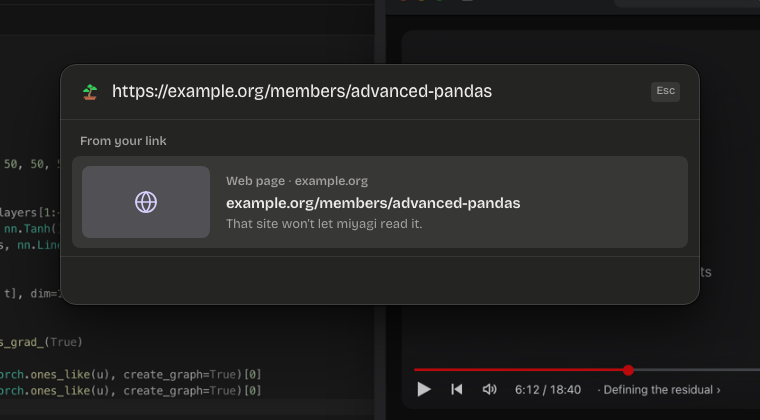 https://example.org/members/advanced-pandas
Esc
From your link
Web page · example.org
example.org/members/advanced-pandas
That site won't let miyagi read it.
50, 50,
layers[1:
nn.Tanh(
s, nn.Line
t], dim=
ts
s_grad_(True)
orch.ones_like(u), create_graph=True)[0]
orch.ones_like(u), create_graph=True)[0]
6:12 / 18:40 · Defining the residual ›